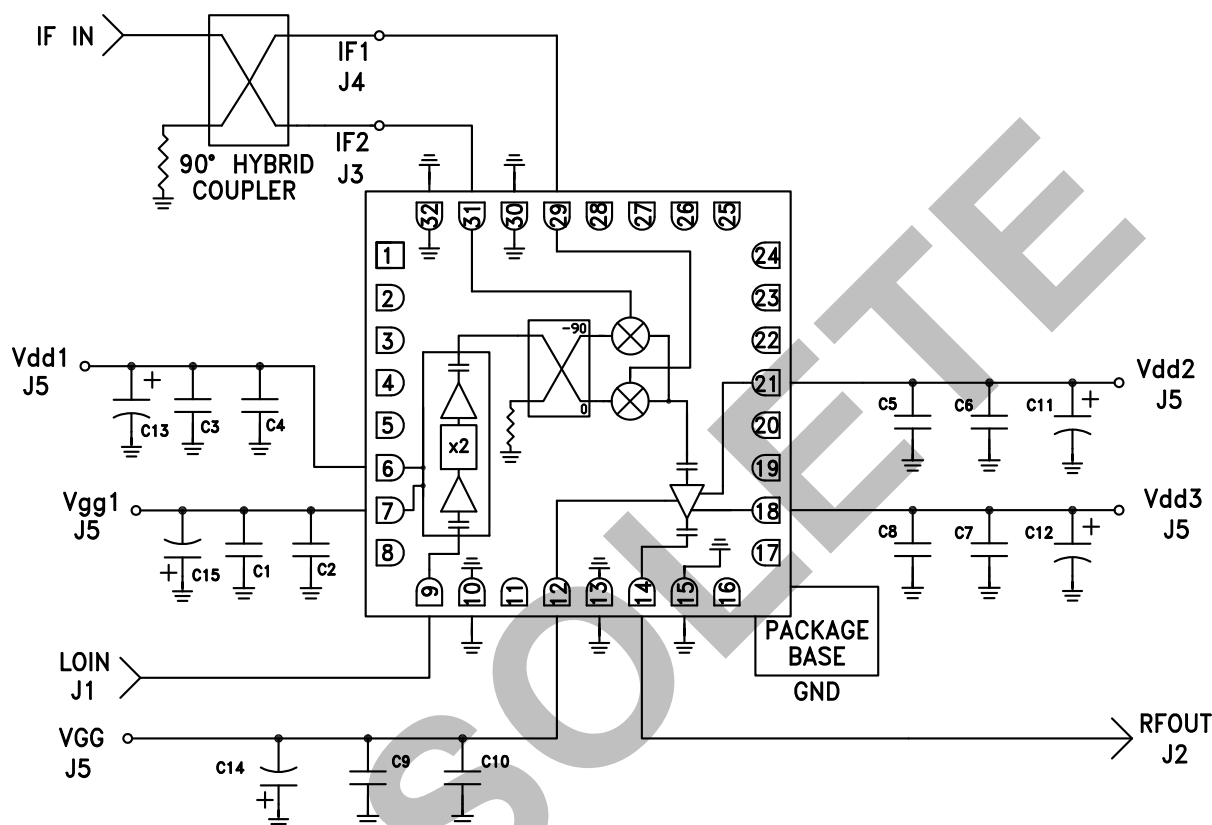 IF IN
IF1
J4
IF2
J3
90° HYBRID
COUPLER
32
31
30
29
28
27
26
25
1
2
3
4
5
6
7
8
24
23
22
21
20
19
18
17
9
10
11
12
13
14
15
16
-90
0
x2
Vdd1
J5
+
C13
C3
C4
Vgg1
J5
+
C15
C1
C2
Vdd2
J5
C5
C6
C11
+
Vdd3
J5
C8
C7
C12
+
PACKAGE
BASE
GND
LOIN
J1
VGG
J5
C14
+
C9
C10
RFOUT
J2
SOLETE